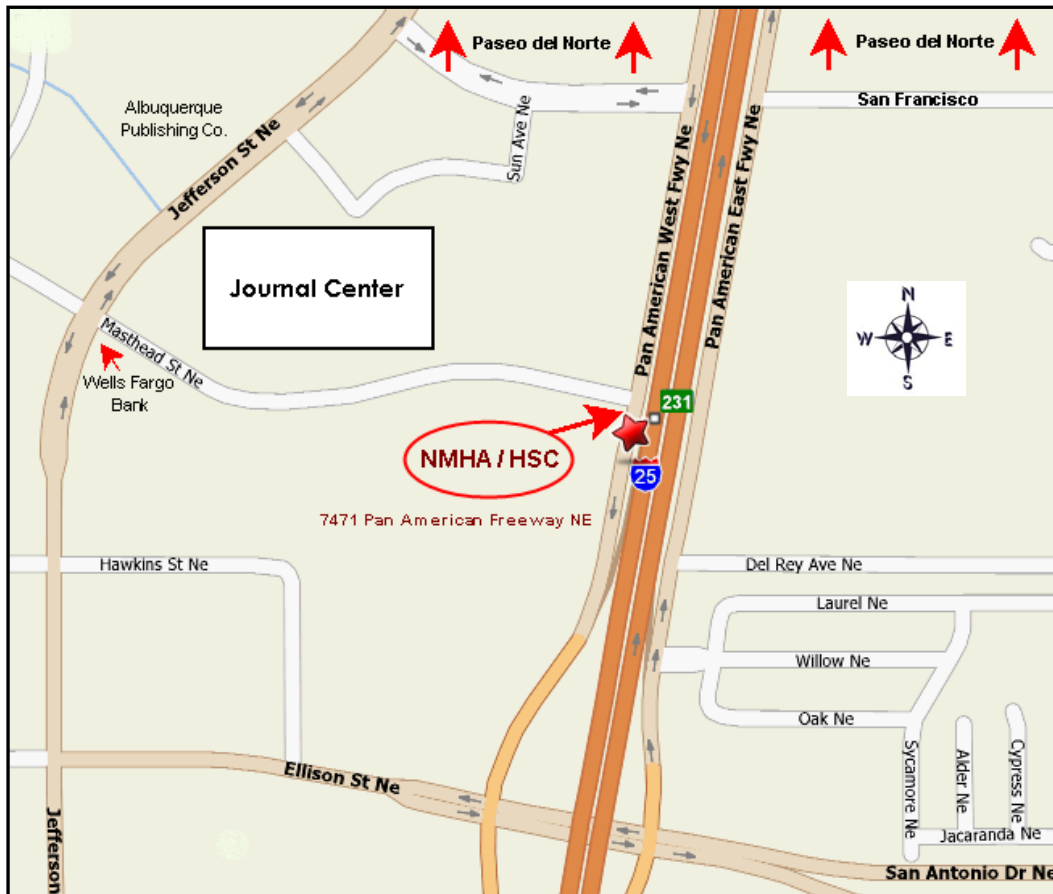 Paseo del Norte
Paseo del Norte
San Francisco
Albuquerque
Publishing Co.
Jefferson St Ne
Sun Ave Ne
Pan American West Fwy Ne
Pan American East Fwy Ne
Journal Center
N
W
E
S
Masthead St Ne
Wells Fargo
Bank
231
NMHA / HSC
25
7471 Pan American Freeway NE
Hawkins St Ne
Del Rey Ave Ne
Laurel Ne
Willow Ne
Oak Ne
Sycamore Ne
Alder Ne
Cypress Ne
Ellison St Ne
Jefferson
Jacaranda Ne
San Antonio Dr Ne